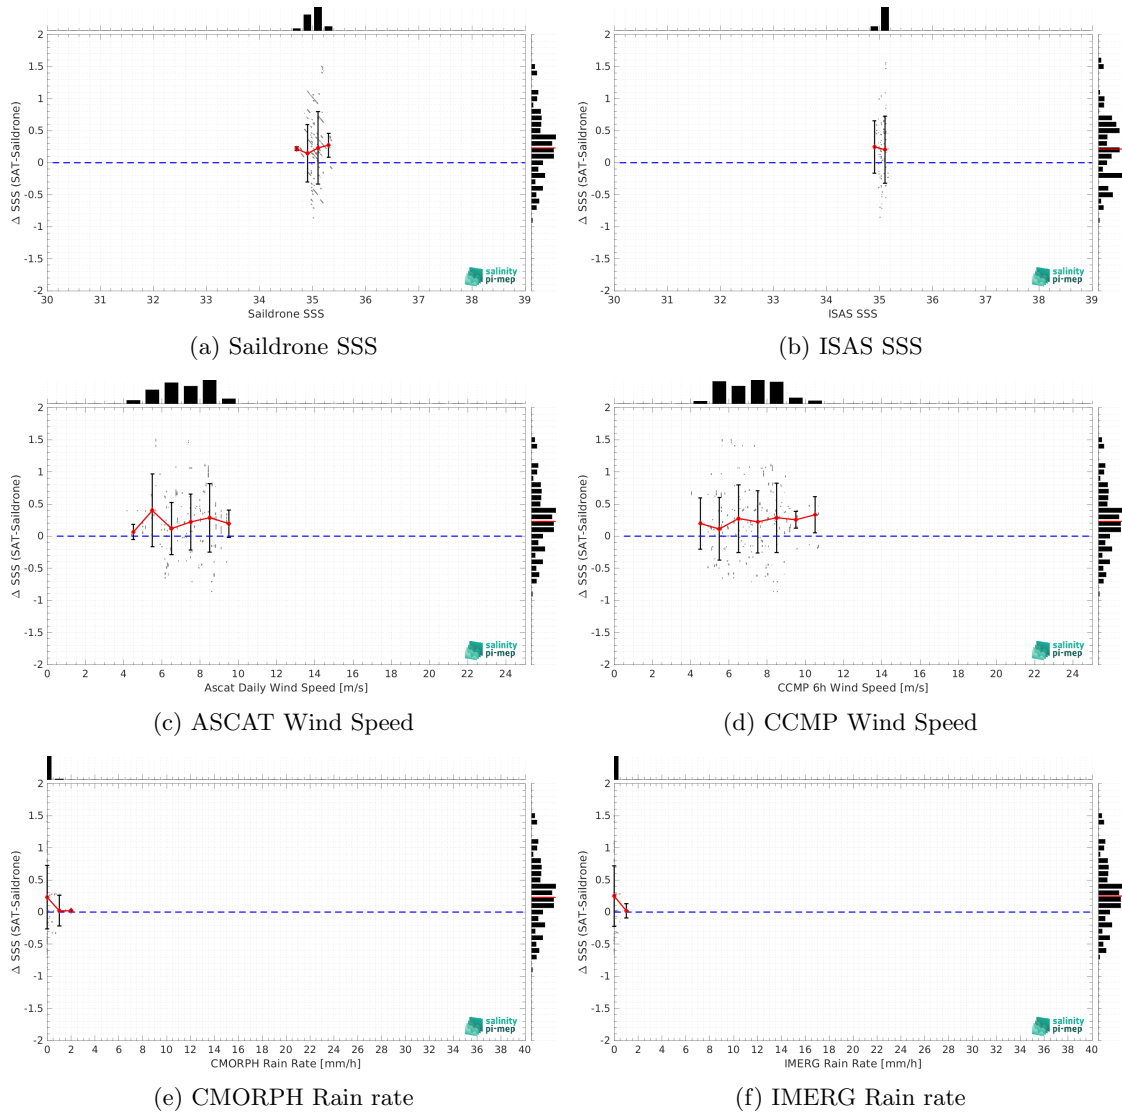 2
1.5
1
0.5
0
-0.5
-1
-1.5
-2
Δ SSS (SAT-Saildrone)
30 31 32 33 34 35 36 37 38 39
Saildrone SSS
salinity
pi-mep
(a) Saildrone SSS
2
1.5
1
0.5
0
-0.5
-1
-1.5
-2
Δ SSS (SAT-Saildrone)
30 31 32 33 34 35 36 37 38 39
ISAS SSS
salinity
pi-mep
(b) ISAS SSS
2
1.5
1
0.5
0
-0.5
-1
-1.5
-2
Δ SSS (SAT-Saildrone)
0 2 4 6 8 10 12 14 16 18 20 22 24
Ascat Daily Wind Speed [m/s]
salinity
pi-mep
(c) ASCAT Wind Speed
2
1.5
1
0.5
0
-0.5
-1
-1.5
-2
Δ SSS (SAT-Saildrone)
0 2 4 6 8 10 12 14 16 18 20 22 24
CCMP 6h Wind Speed [m/s]
salinity
pi-mep
(d) CCMP Wind Speed
2
1.5
1
0.5
0
-0.5
-1
-1.5
-2
Δ SSS (SAT-Saildrone)
0 2 4 6 8 10 12 14 16 18 20 22 24 26 28 30 32 34 36 38 40
CMORPH Rain Rate [mm/h]
salinity
pi-mep
(e) CMORPH Rain rate
2
1.5
1
0.5
0
-0.5
-1
-1.5
-2
Δ SSS (SAT-Saildrone)
0 2 4 6 8 10 12 14 16 18 20 22 24 26 28 30 32 34 36 38 40
IMERG Rain Rate [mm/h]
salinity
pi-mep
(f) IMERG Rain rate